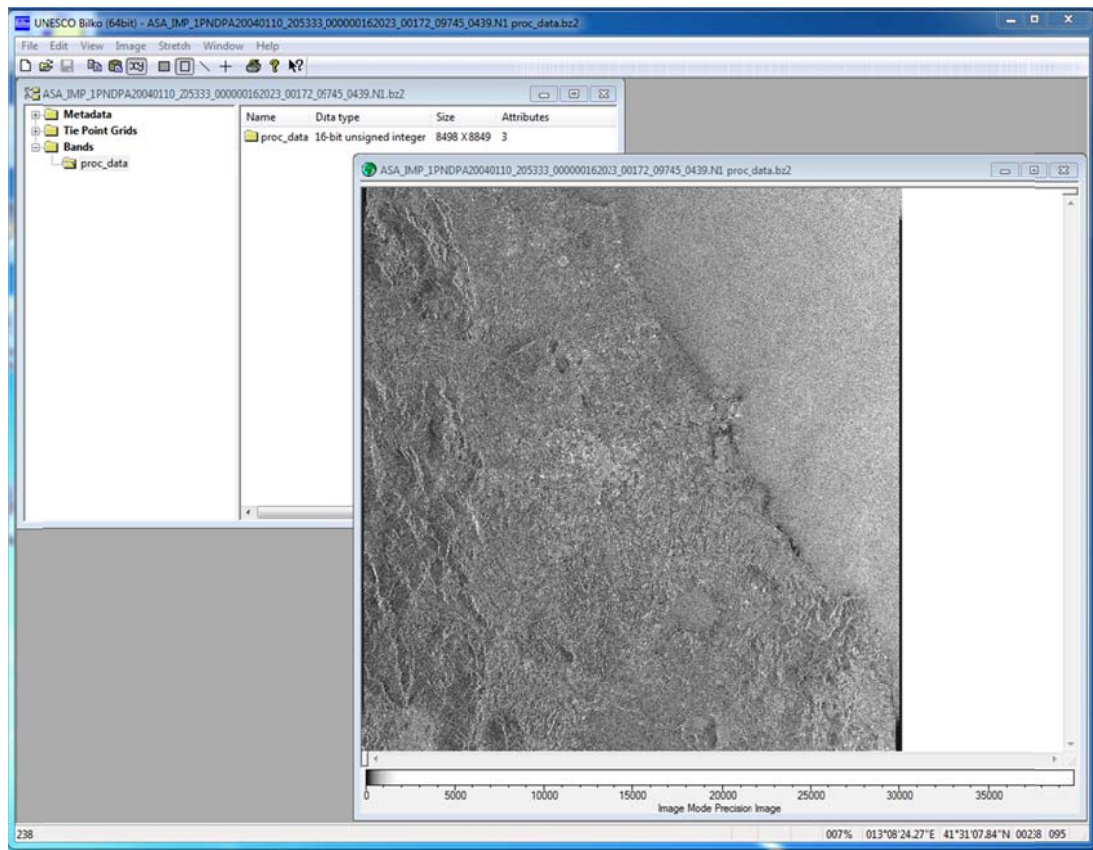 UNESCO Bilko (64bit) - ASA_IMP_1PNDPA20040110_205333_000000162023_00172_09745_0439.N1 proc_data.bz2
File Edit View Image Stretch Window Help
ASA_IMP_1PNDPA20040110_205333_000000162023_00172_09745_0439.N1.bz2
Metadata
Tie Point Grids
Bands
proc_data
Name Data type Size Attributes
proc_data 16-bit unsigned integer 8498 X 8849 3
ASA_IMP_1PNDPA20040110_205333_000000162023_00172_09745_0439.N1 proc_data.bz2
0 5000 10000 15000 20000 25000 30000 35000
Image Mode Precision Image
238 007% 013°08'24.27"E 41°31'07.84"N 00238 095